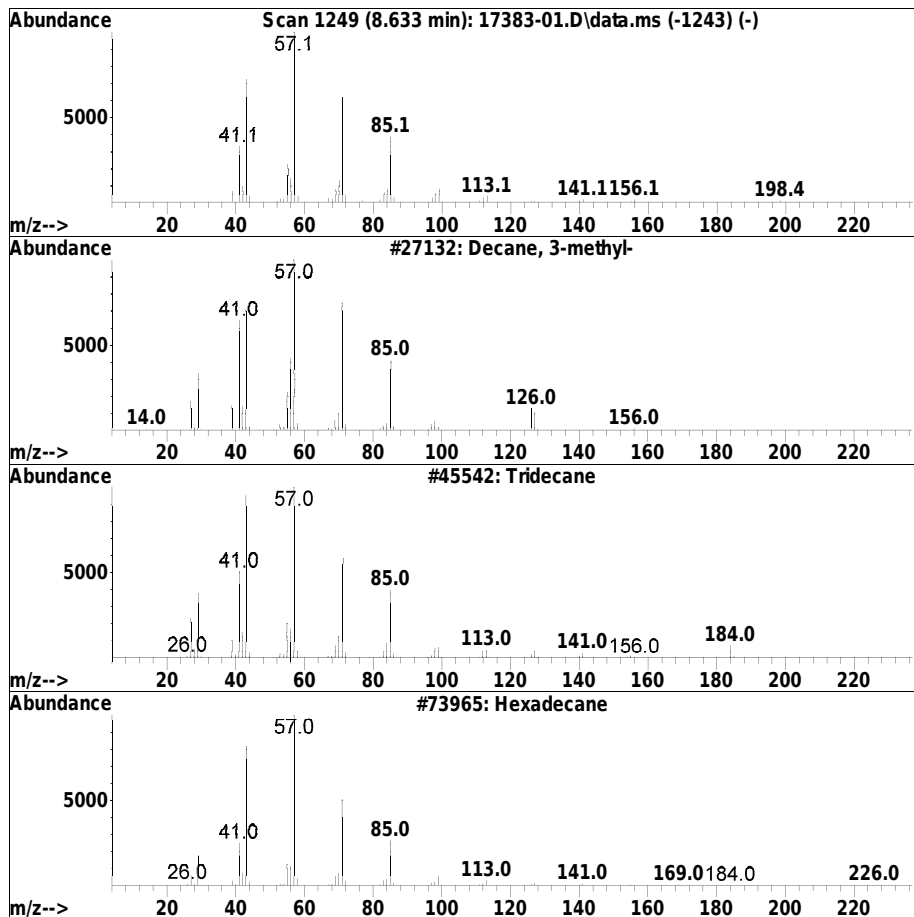 Abundance Scan 1249 (8.633 min): 17383-01.D\data.ms (-1243) (-)
57.1
5000
41.1 85.1
113.1 141.1 156.1 198.4
20 40 60 80 100 120 140 160 180 200 220
m/z-->
Abundance #27132: Decane, 3-methyl-
57.0
41.0
5000 85.0
126.0
14.0 156.0
20 40 60 80 100 120 140 160 180 200 220
m/z-->
Abundance #45542: Tridecane
57.0
41.0
5000 85.0
26.0 113.0 141.0 156.0 184.0
20 40 60 80 100 120 140 160 180 200 220
m/z-->
Abundance #73965: Hexadecane
57.0
5000
41.0 85.0
26.0 113.0 141.0 169.0 184.0 226.0
20 40 60 80 100 120 140 160 180 200 220
m/z-->